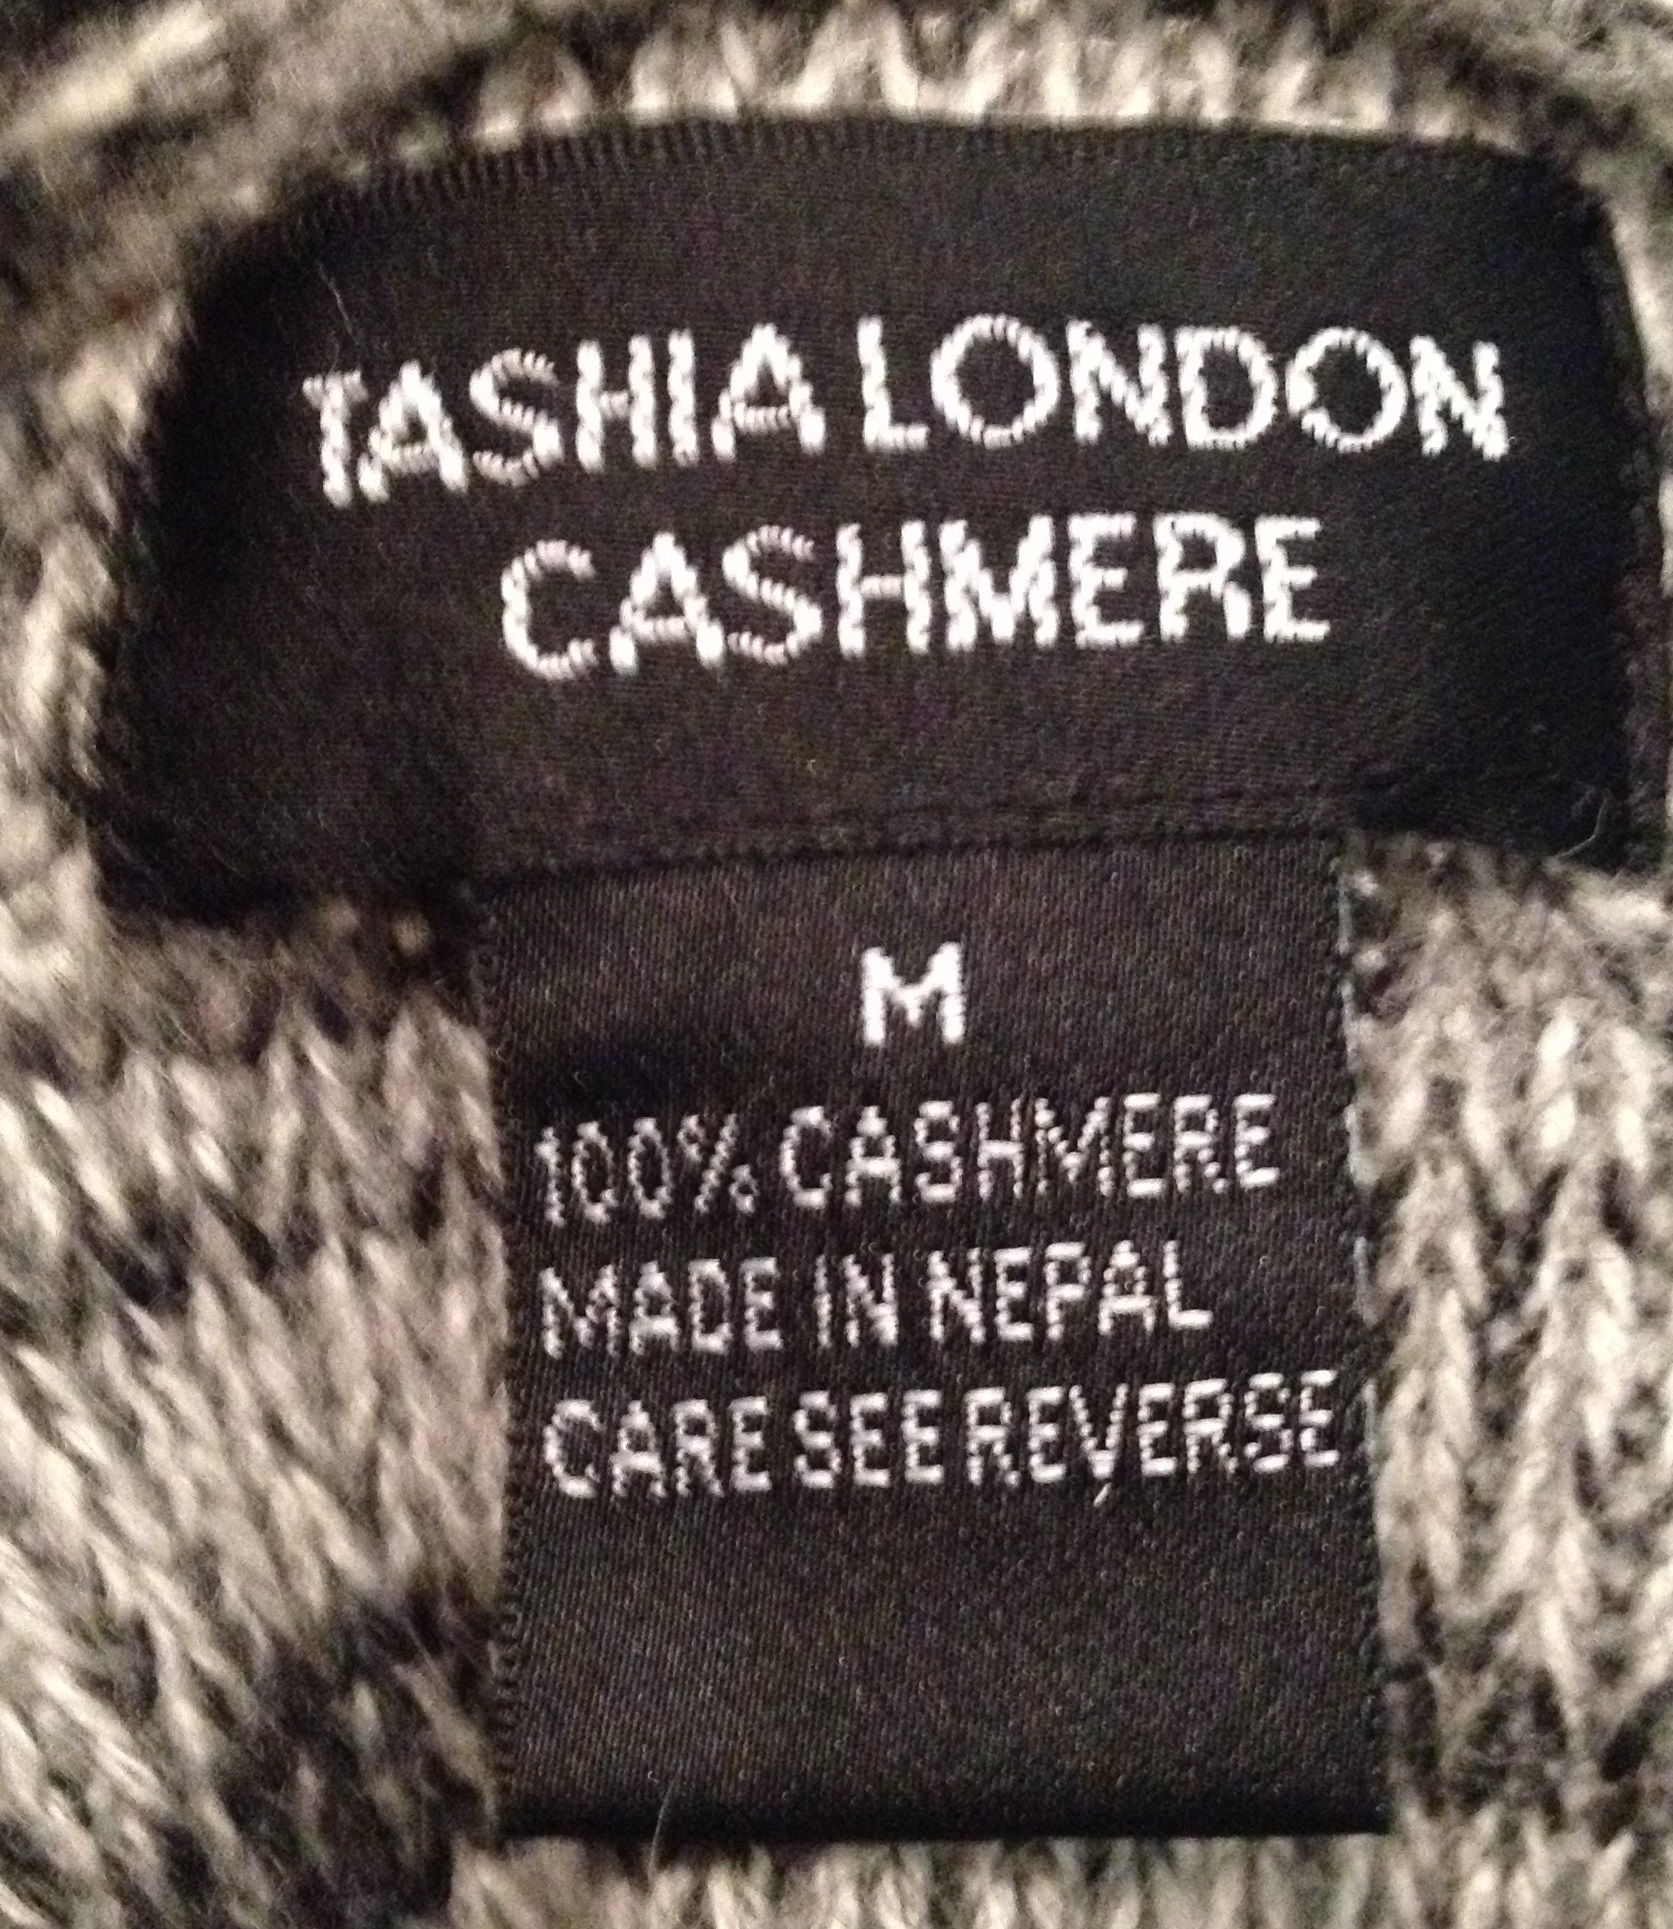 TASHIA LONDON
CASHMERE
M
100% CASHMERE
MADE IN NEPAL
CARE SEE REVERSE